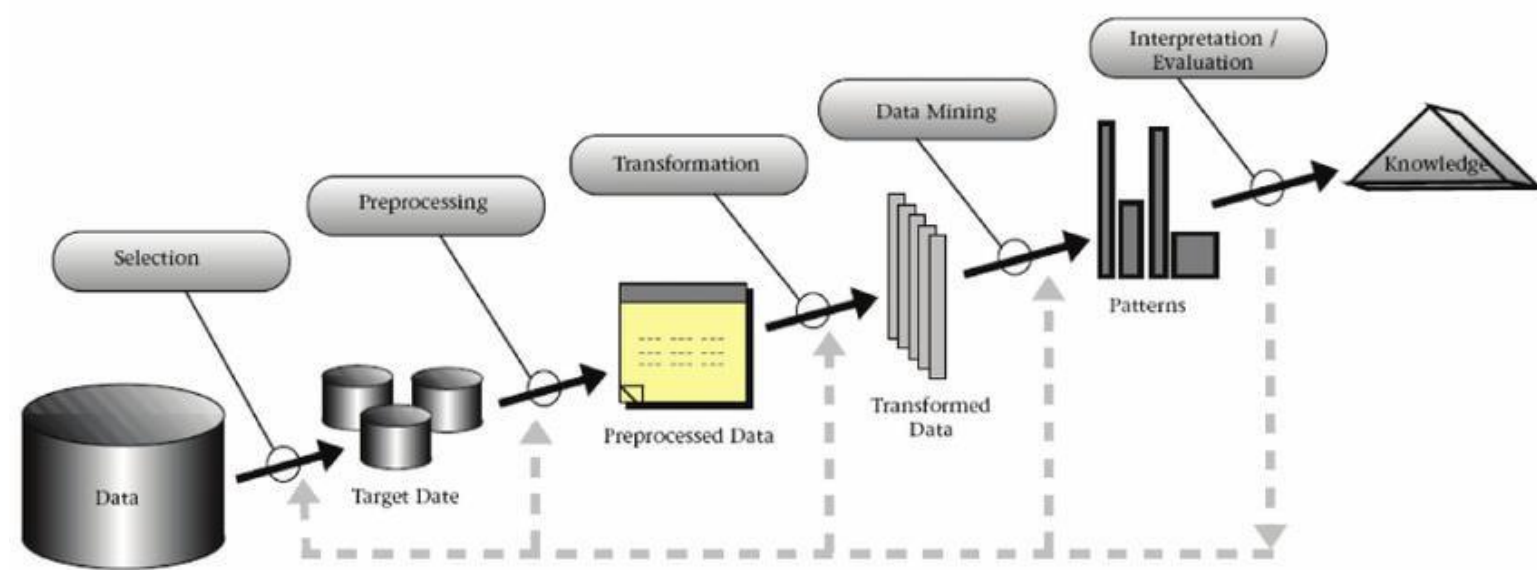 Interpretation /
Evaluation
Data Mining
Transformation
Preprocessing
Selection
Knowledge
Patterns
Transformed
Data
Preprocessed Data
Target Date
Data